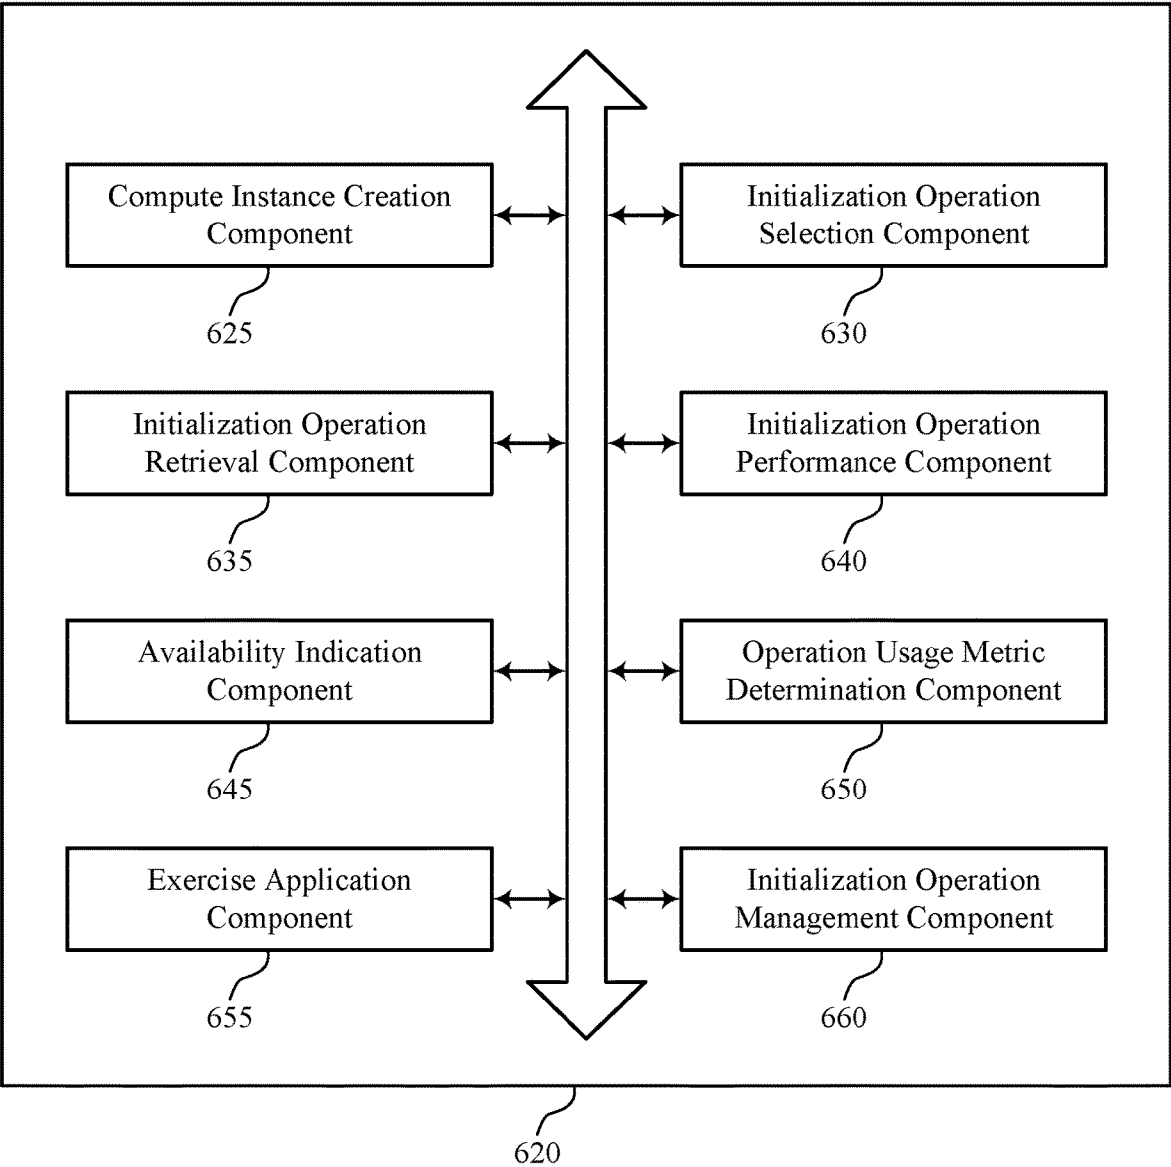 Compute Instance Creation
Component
625
Initialization Operation
Selection Component
630
Initialization Operation
Retrieval Component
635
Initialization Operation
Performance Component
640
Availability Indication
Component
645
Operation Usage Metric
Determination Component
650
Exercise Application
Component
655
Initialization Operation
Management Component
660
620